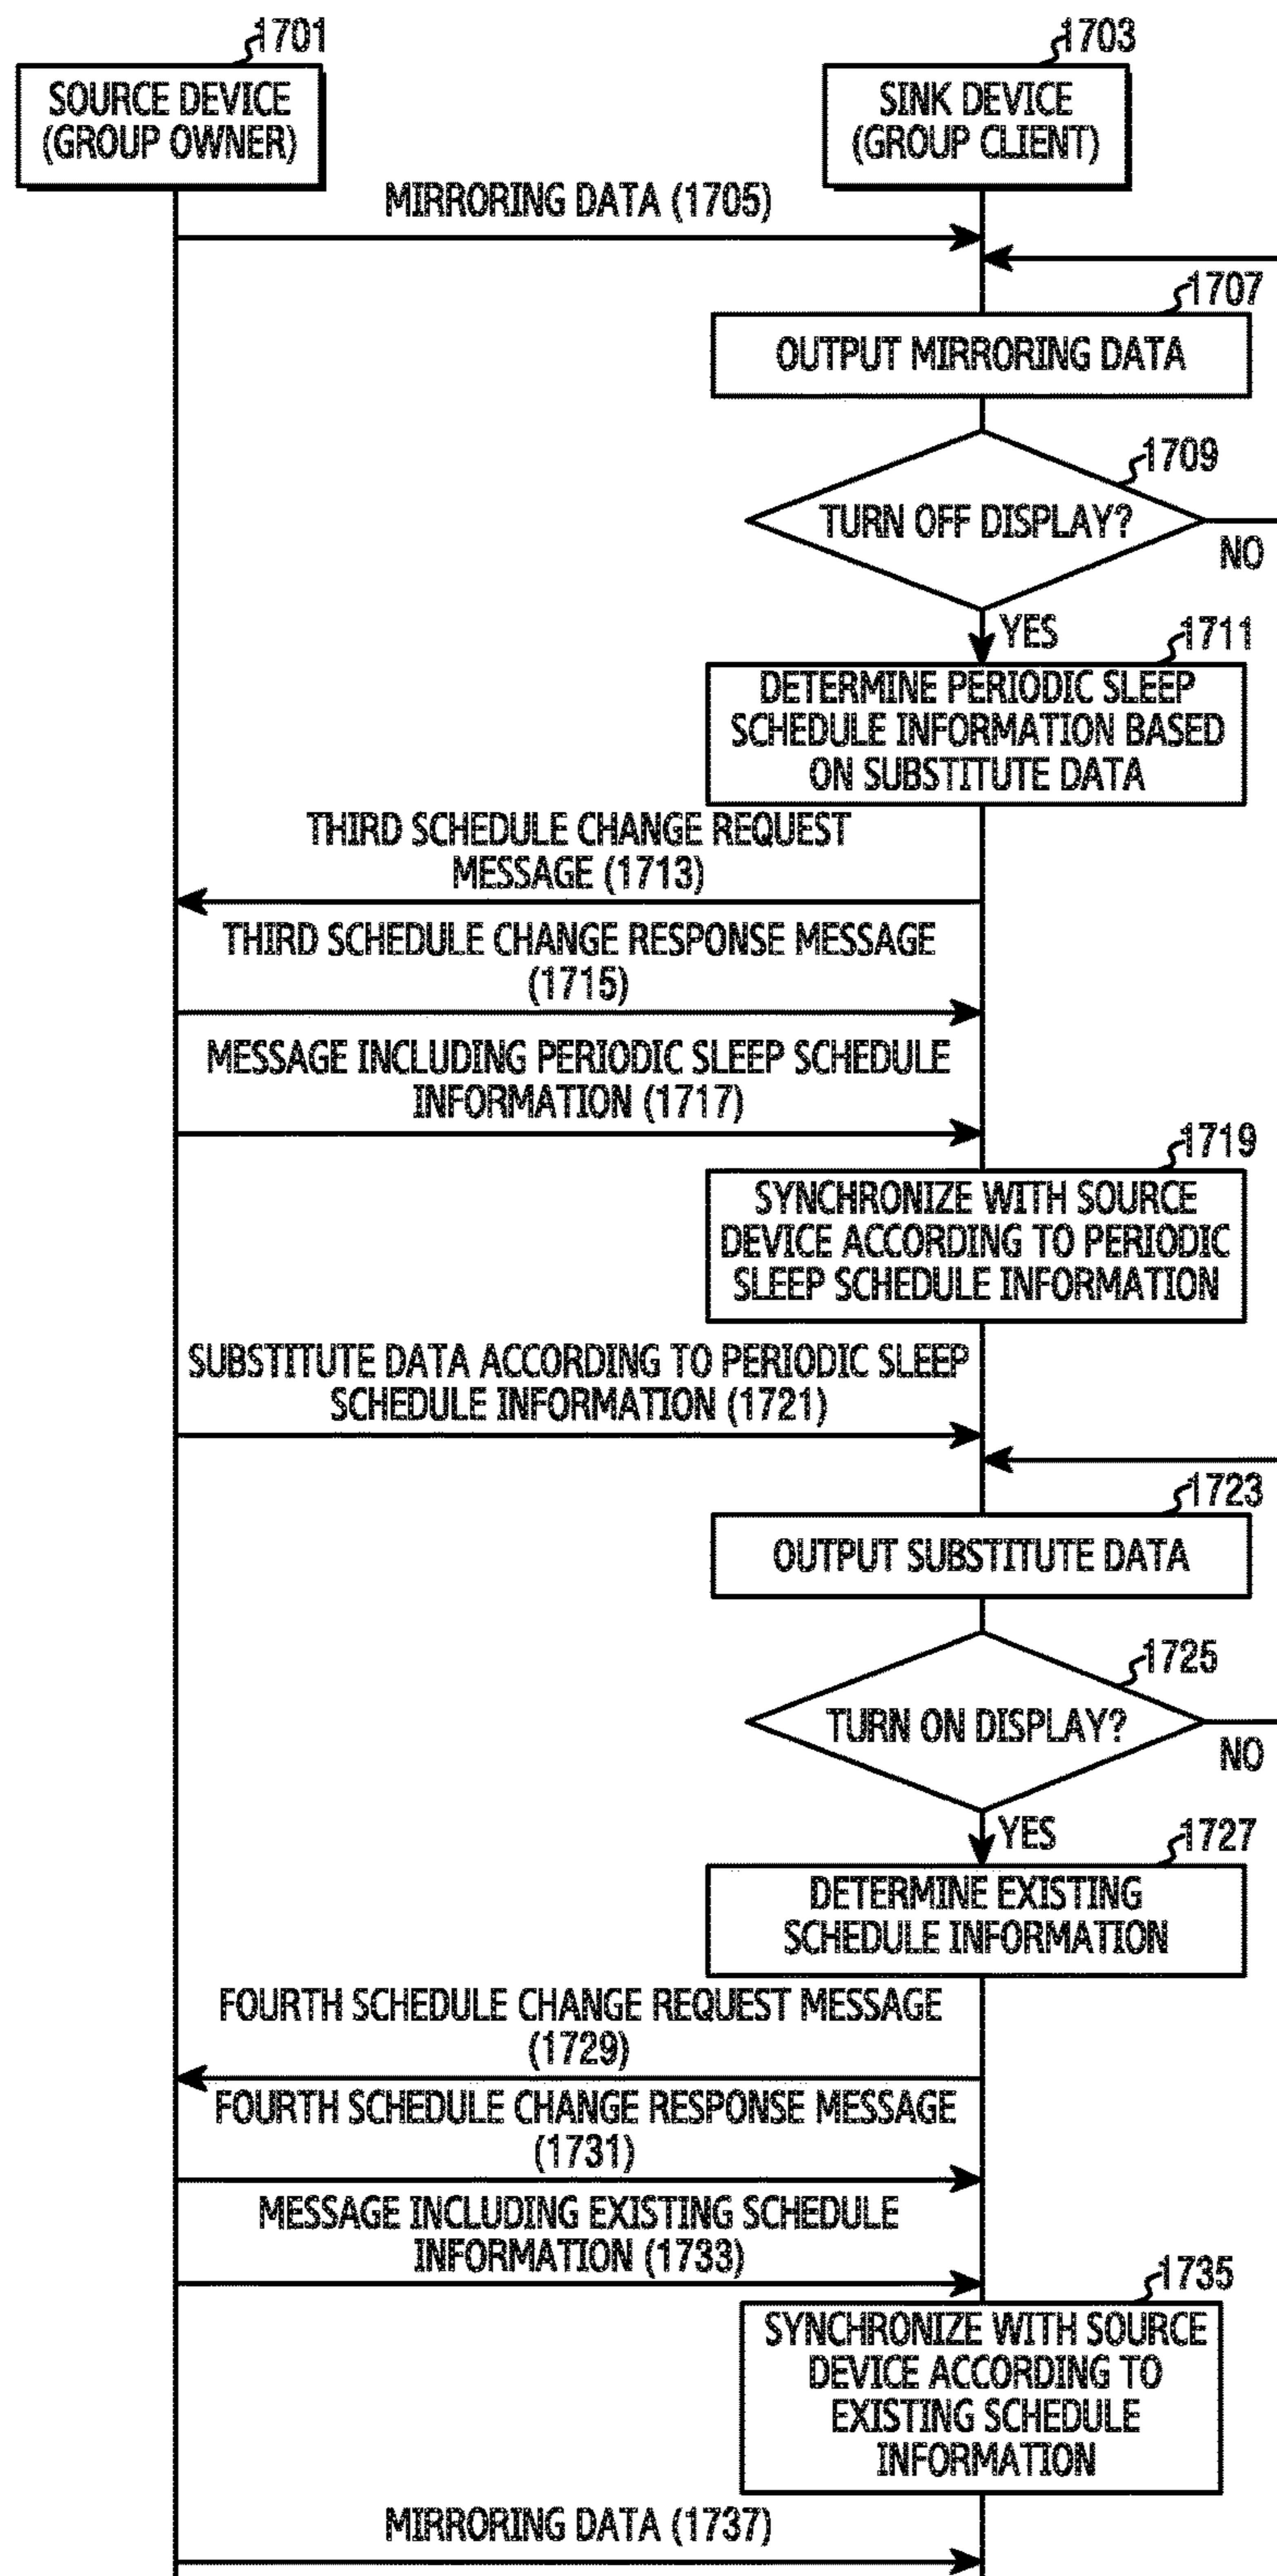 1701
1703
SOURCE DEVICE
(GROUP OWNER)
SINK DEVICE
(GROUP CLIENT)
MIRRORING DATA (1705)
1707
OUTPUT MIRRORING DATA
1709
TURN OFF DISPLAY?
NO
YES
1711
DETERMINE PERIODIC SLEEP
SCHEDULE INFORMATION BASED
ON SUBSTITUTE DATA
THIRD SCHEDULE CHANGE REQUEST
MESSAGE (1713)
THIRD SCHEDULE CHANGE RESPONSE MESSAGE
(1715)
MESSAGE INCLUDING PERIODIC SLEEP SCHEDULE
INFORMATION (1717)
1719
SYNCHRONIZE WITH SOURCE
DEVICE ACCORDING TO PERIODIC
SLEEP SCHEDULE INFORMATION
SUBSTITUTE DATA ACCORDING TO PERIODIC SLEEP
SCHEDULE INFORMATION (1721)
1723
OUTPUT SUBSTITUTE DATA
1725
TURN ON DISPLAY?
NO
YES
1727
DETERMINE EXISTING
SCHEDULE INFORMATION
FOURTH SCHEDULE CHANGE REQUEST MESSAGE
(1729)
FOURTH SCHEDULE CHANGE RESPONSE MESSAGE
(1731)
MESSAGE INCLUDING EXISTING SCHEDULE
INFORMATION (1733)
1735
SYNCHRONIZE WITH SOURCE
DEVICE ACCORDING TO
EXISTING SCHEDULE
INFORMATION
MIRRORING DATA (1737)